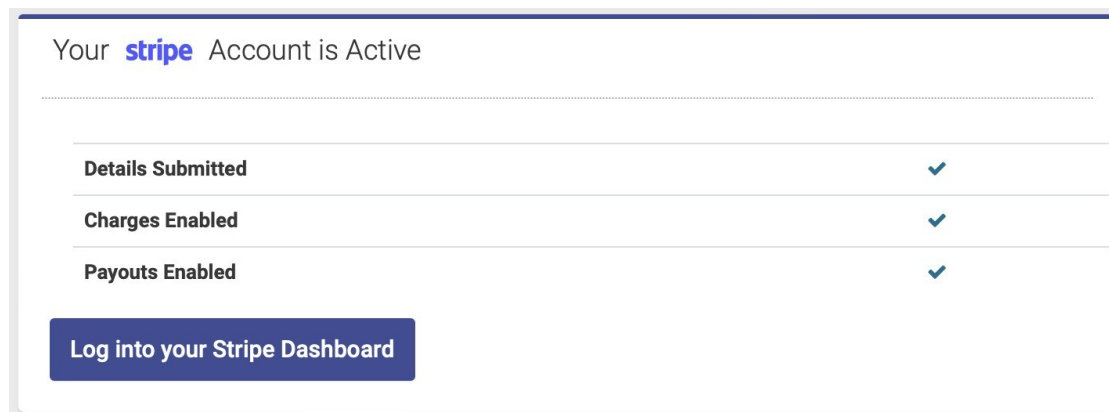 Your stripe Account is Active
Details Submitted
Charges Enabled
Payouts Enabled
Log into your Stripe Dashboard